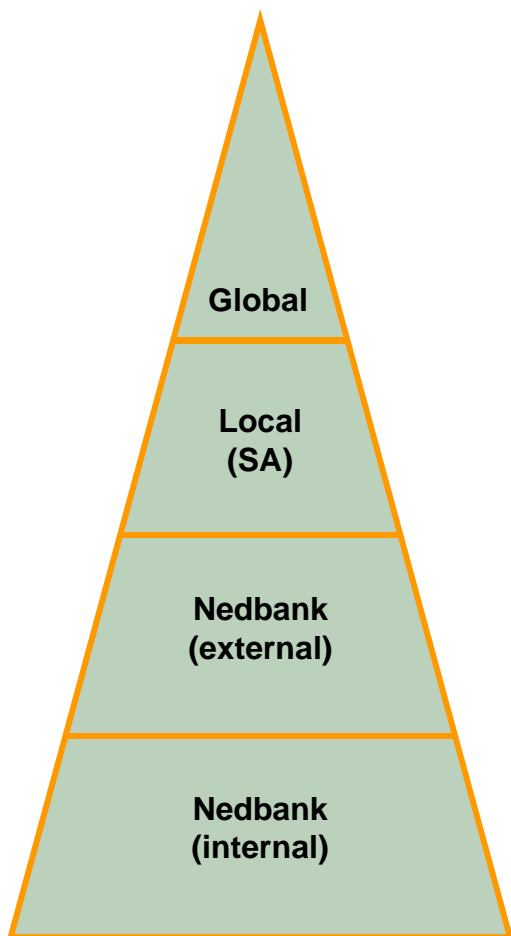 Global
Local
(SA)
Nedbank
(external)
Nedbank
(internal)